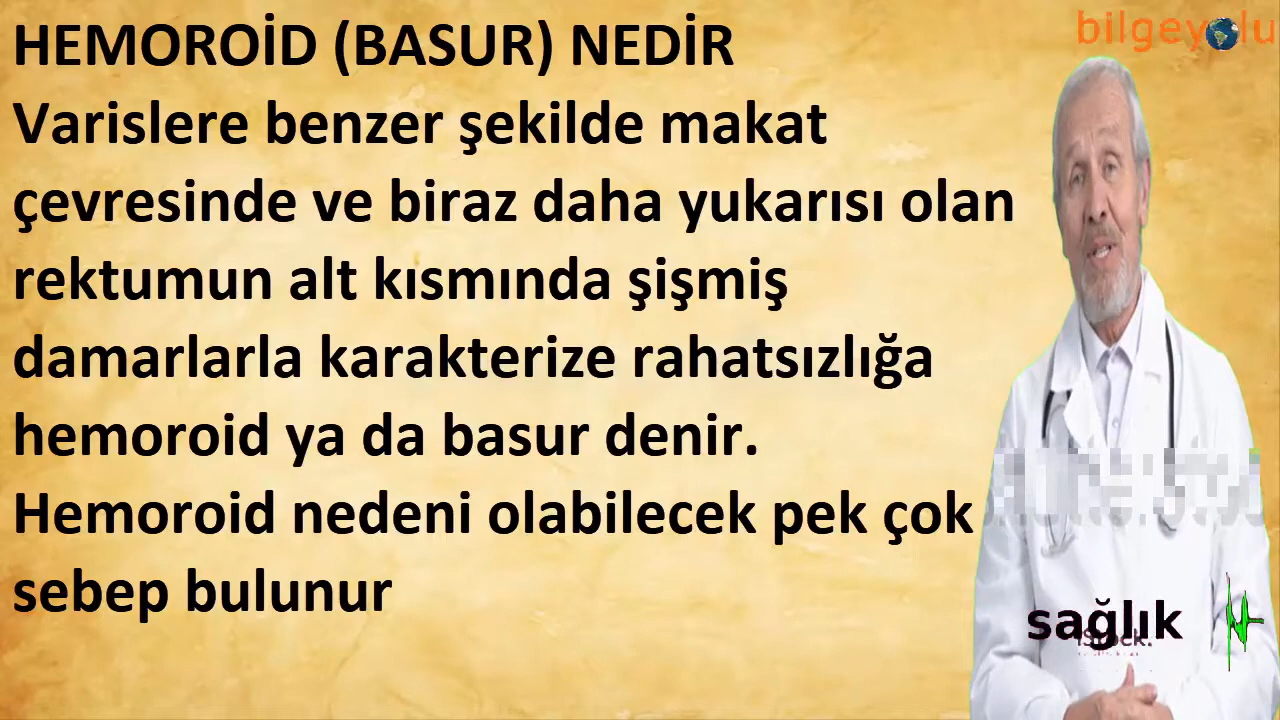 HEMOROİD (BASUR) NEDİR
bilgeyolu
Varislere benzer şekilde makat
çevresinde ve biraz daha yukarısı olan
rektumun alt kısmında şişmiş
damarlarla karakterize rahatsızlığa
hemoroid ya da basur denir.
Hemoroid nedeni olabilecek pek çok
sebep bulunur
sağlık
iStock.